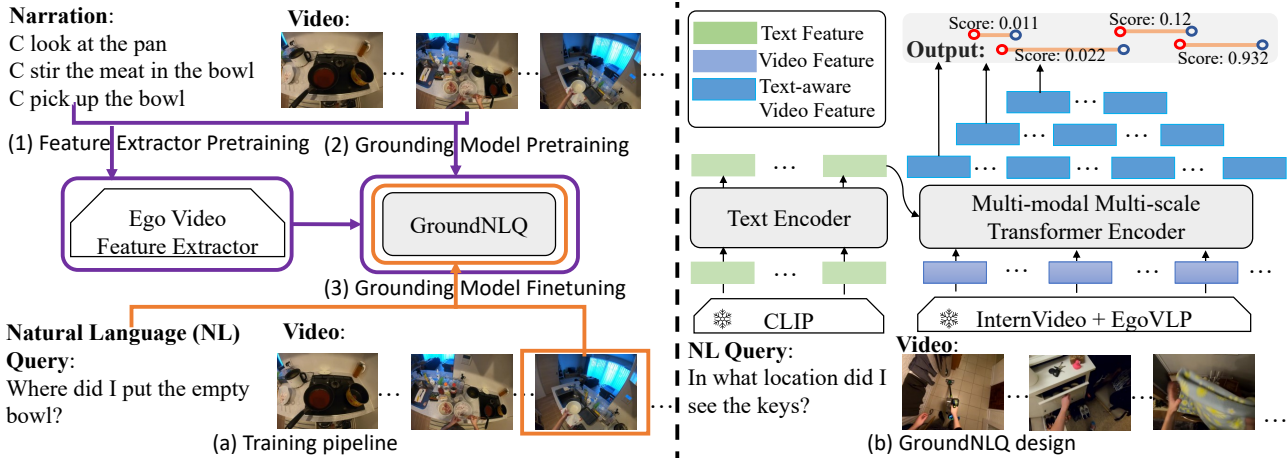 Narration:
C look at the pan
C stir the meat in the bowl
C pick up the bowl
Video:
...
...
(1) Feature Extractor Pretraining
(2) Grounding Model Pretraining
Ego Video
Feature Extractor
GroundNLQ
(3) Grounding Model Finetuning
Natural Language (NL)
Query:
Where did I put the empty
bowl?
Video:
...
...
...
(a) Training pipeline
Text Feature
Video Feature
Text-aware
Video Feature
Score: 0.011
Score: 0.12
Output:
Score: 0.022
Score: 0.932
...
...
...
...
...
Text Encoder
Multi-modal Multi-scale
Transformer Encoder
...
...
...
...
CLIP
InternVideo + EgoVLP
NL Query:
In what location did I
see the keys?
Video:
...
...
...
(b) GroundNLQ design